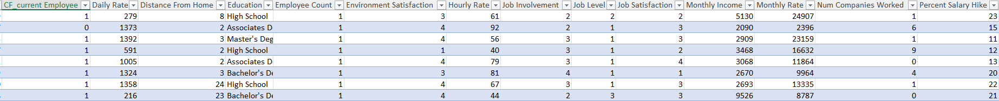 CF_current Employee Daily Rate Distance From Home Education Employee Count Environment Satisfaction Hourly Rate Job Involvement Job Level Job Satisfaction Monthly Income Monthly Rate Num Companies Worked Percent Salary Hike
1 279 8 High School 1 3 61 2 2 2 5130 24907 1 23
0 1373 2 Associates D 1 4 92 2 1 3 2090 2396 6 15
1 1392 3 Master's Deg 1 4 56 3 1 3 2909 23159 1 11
1 591 2 High School 1 1 40 3 1 2 3468 16632 9 12
1 1005 2 Associates D 1 4 79 3 1 4 3068 11864 0 13
1 1324 3 Bachelor's De 1 3 81 4 1 1 2670 9964 4 20
1 1358 24 High School 1 4 67 3 1 3 2693 13335 1 22
1 216 23 Bachelor's De 1 4 44 2 3 3 9526 8787 0 21